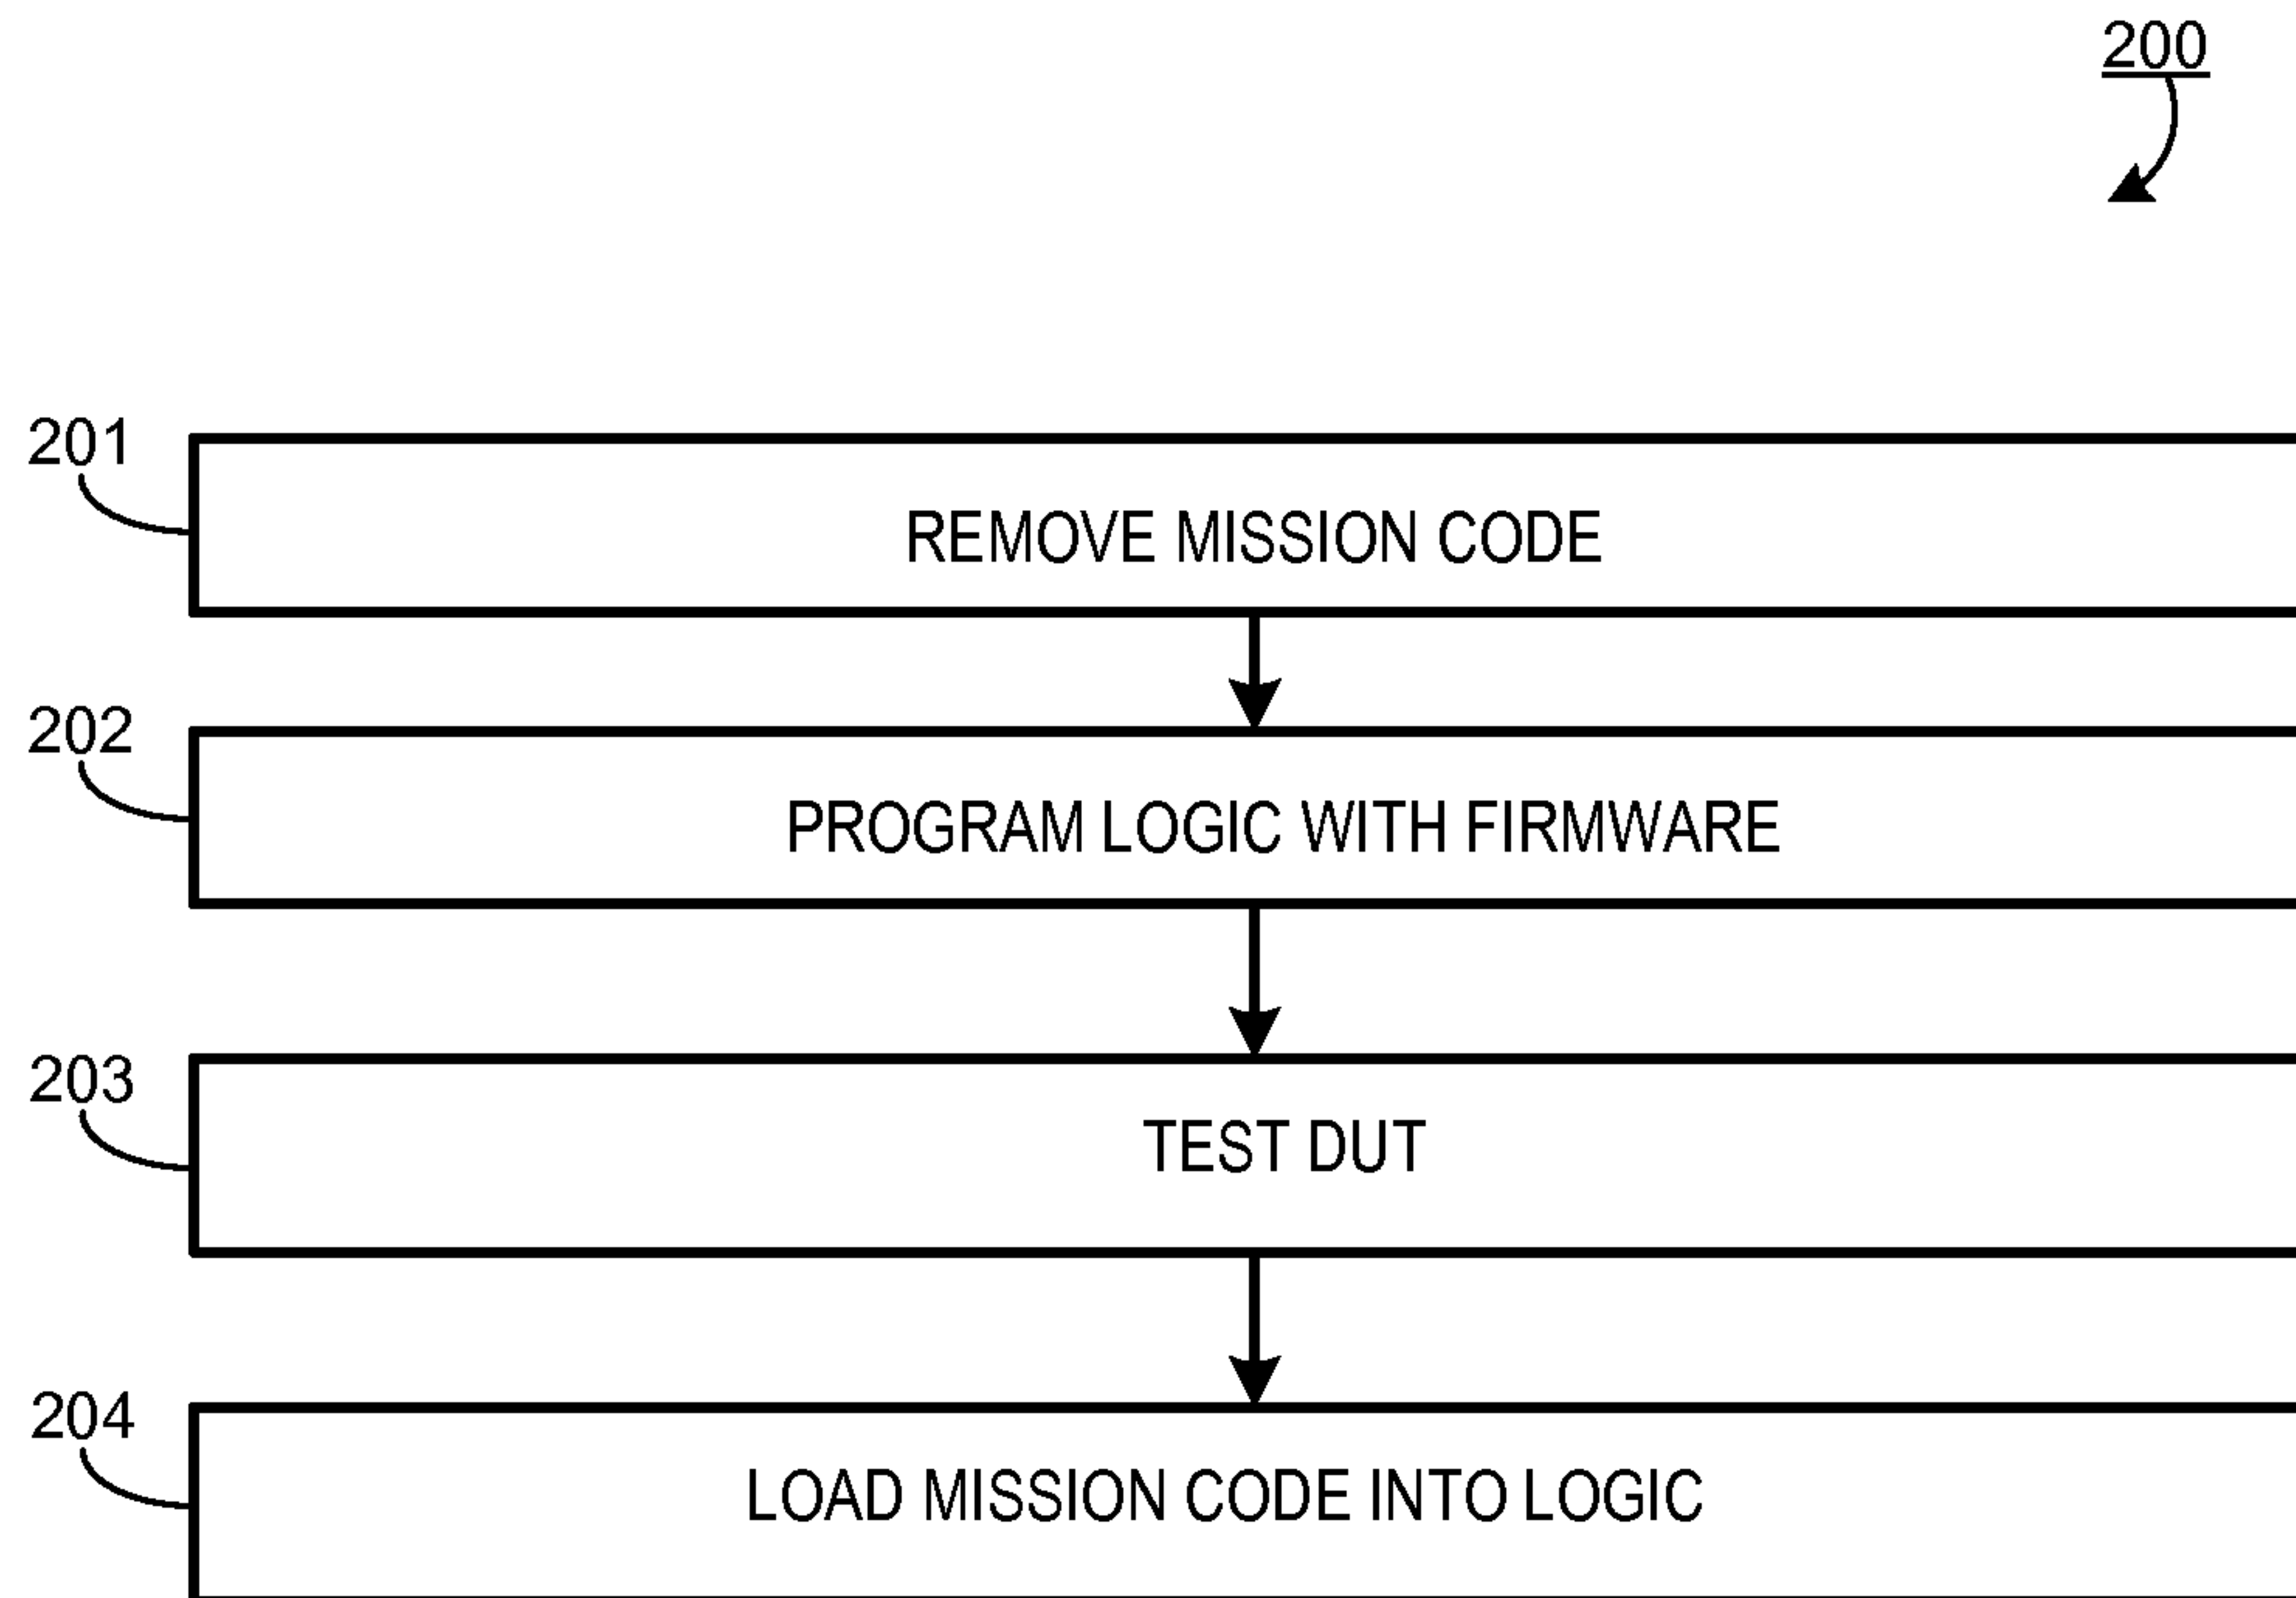 200
201
REMOVE MISSION CODE
202
PROGRAM LOGIC WITH FIRMWARE
203
TEST DUT
204
LOAD MISSION CODE INTO LOGIC